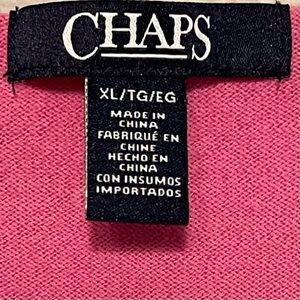 CHAPS
XL/TG/EG
MADE IN
CHINA
FABRIQUÉ EN
CHINE
HECHO EN
CHINA
CON INSUMOS
IMPORTADOS